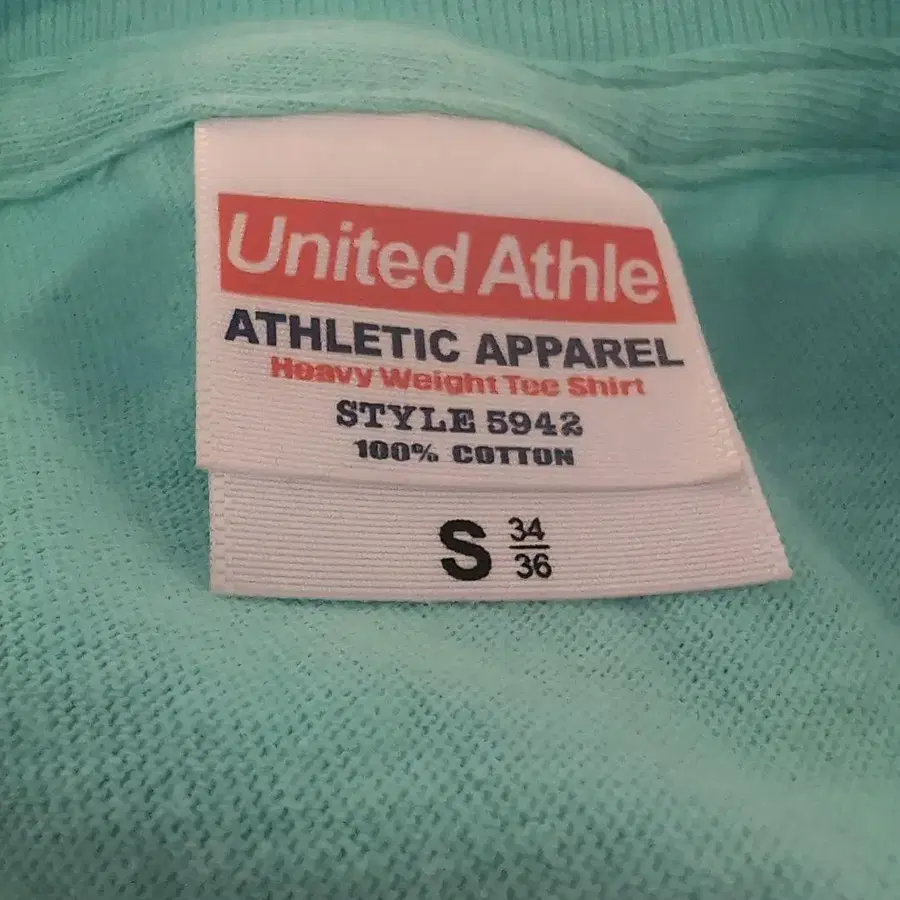 United Athle
ATHLETIC APPAREL
Heavy Weight Tee Shirt
STYLE 5942
100% COTTON
S 34
36